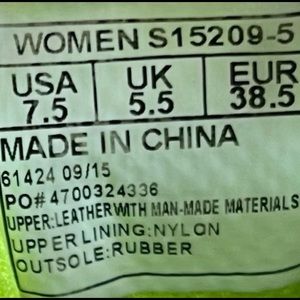 WOMEN S15209-5
USA UK EUR
7.5 5.5 38.5
MADE IN CHINA
61424 09/15
PO# 4700324336
UPPER:LEATHER WITH MAN-MADE MATERIALS
UPPER LINING:NYLON
OUTSOLE:RUBBER